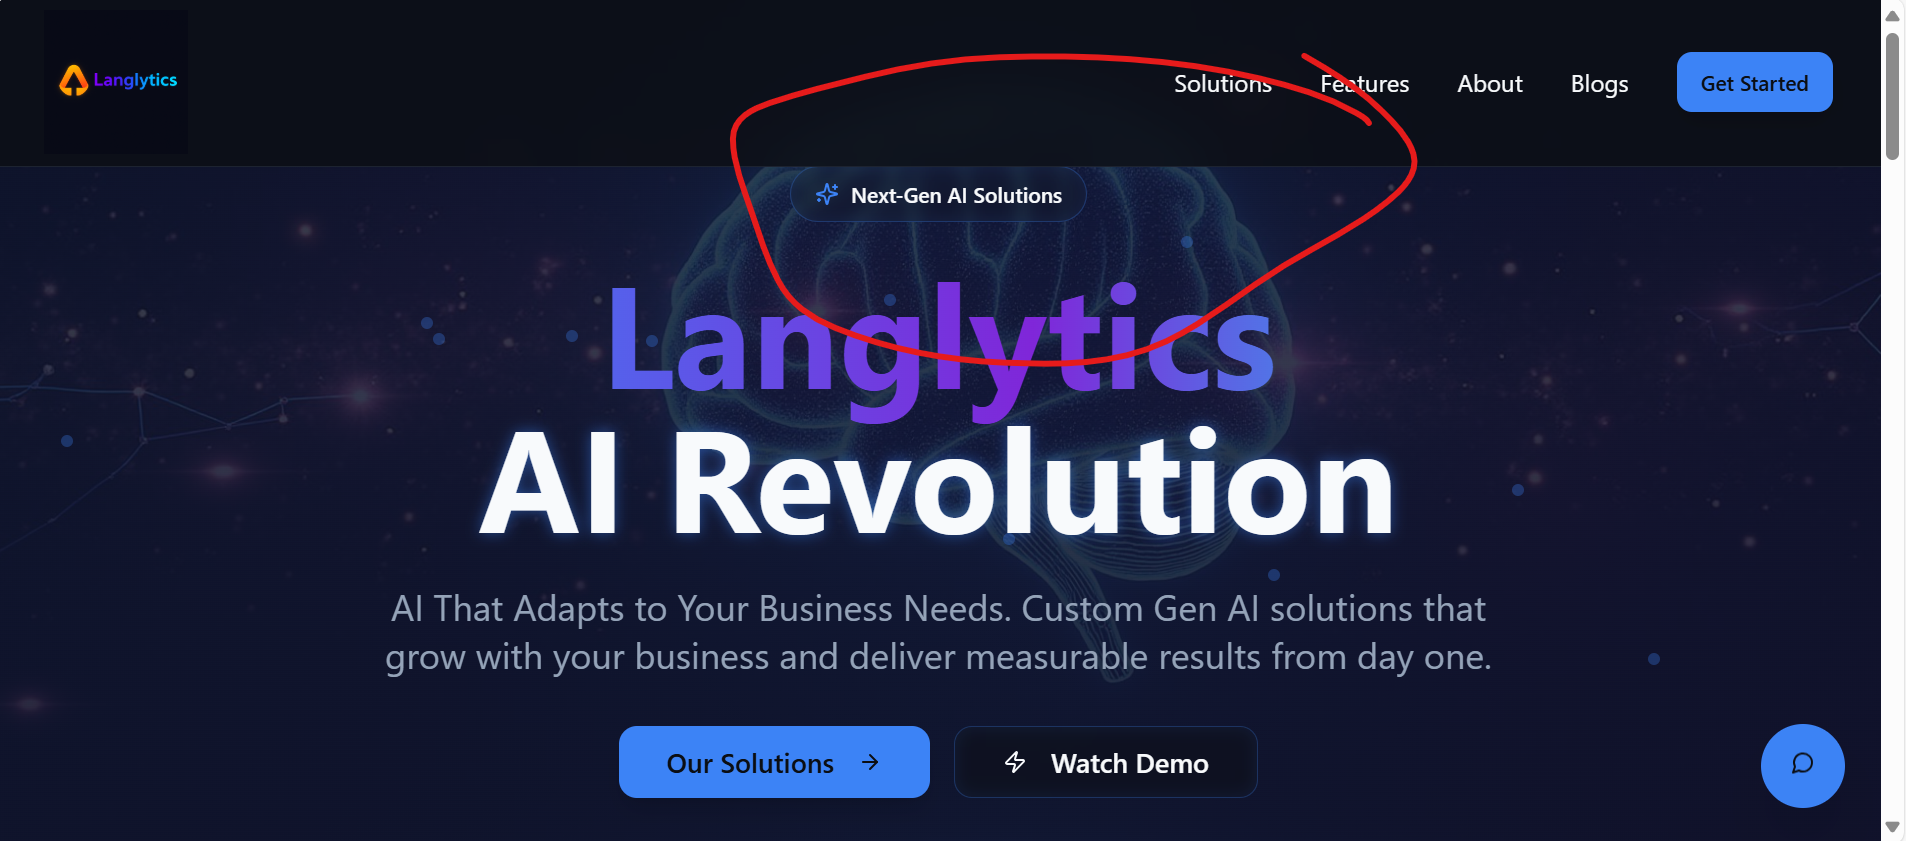 Langlytics
Solutions Features About Blogs Get Started
Next-Gen AI Solutions
Langlytics
AI Revolution
AI That Adapts to Your Business Needs. Custom Gen AI solutions that
grow with your business and deliver measurable results from day one.
Our Solutions Watch Demo